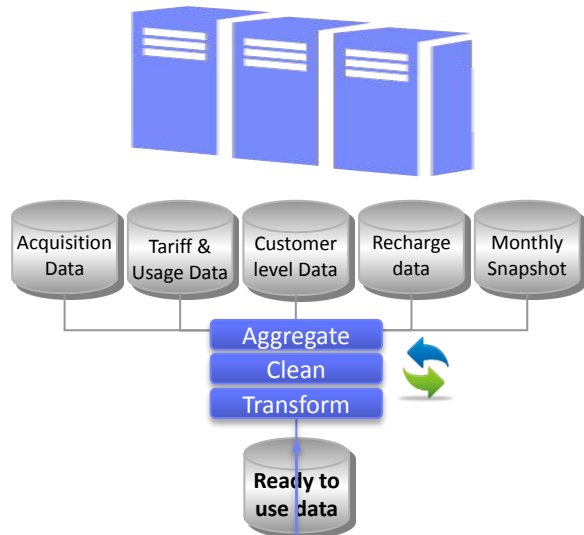 Acquisition
Data
Tariff &
Usage Data
Customer
level Data
Recharge
data
Monthly
Snapshot
Aggregate
Clean
Transform
Ready to
use data